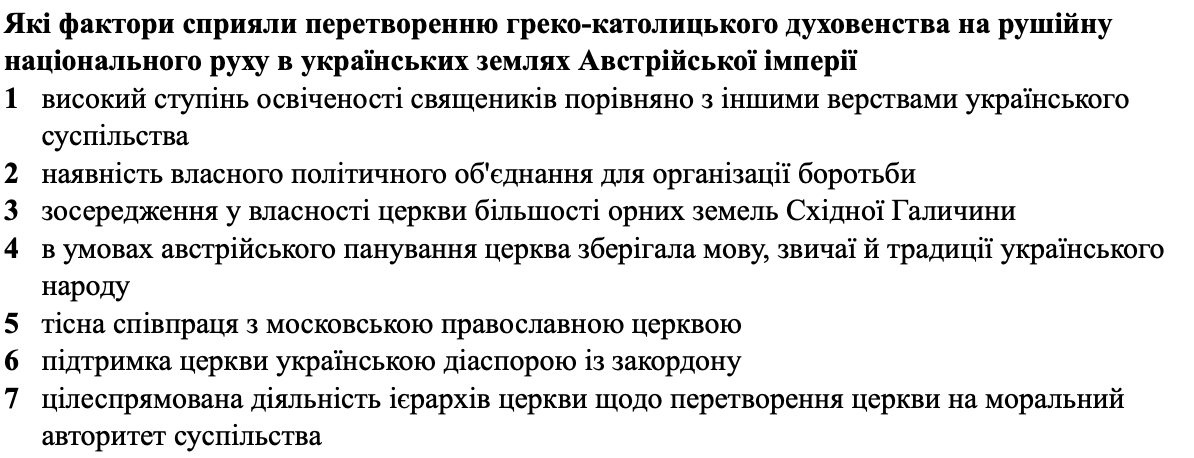 Які фактори сприяли перетворенню греко-католицького духовенства на рушійну
національного руху в українських землях Австрійської імперії
1 високий ступінь освіченості священиків порівняно з іншими верствами українського
суспільства
2 наявність власного політичного об'єднання для організації боротьби
3 зосередження у власності церкви більшості орних земель Східної Галичини
4 в умовах австрійського панування церква зберігала мову, звичаї й традиції українського
народу
5 тісна співпраця з московською православною церквою
6 підтримка церкви українською діаспорою із закордону
7 цілеспрямована діяльність ієрархів церкви щодо перетворення церкви на моральний
авторитет суспільства